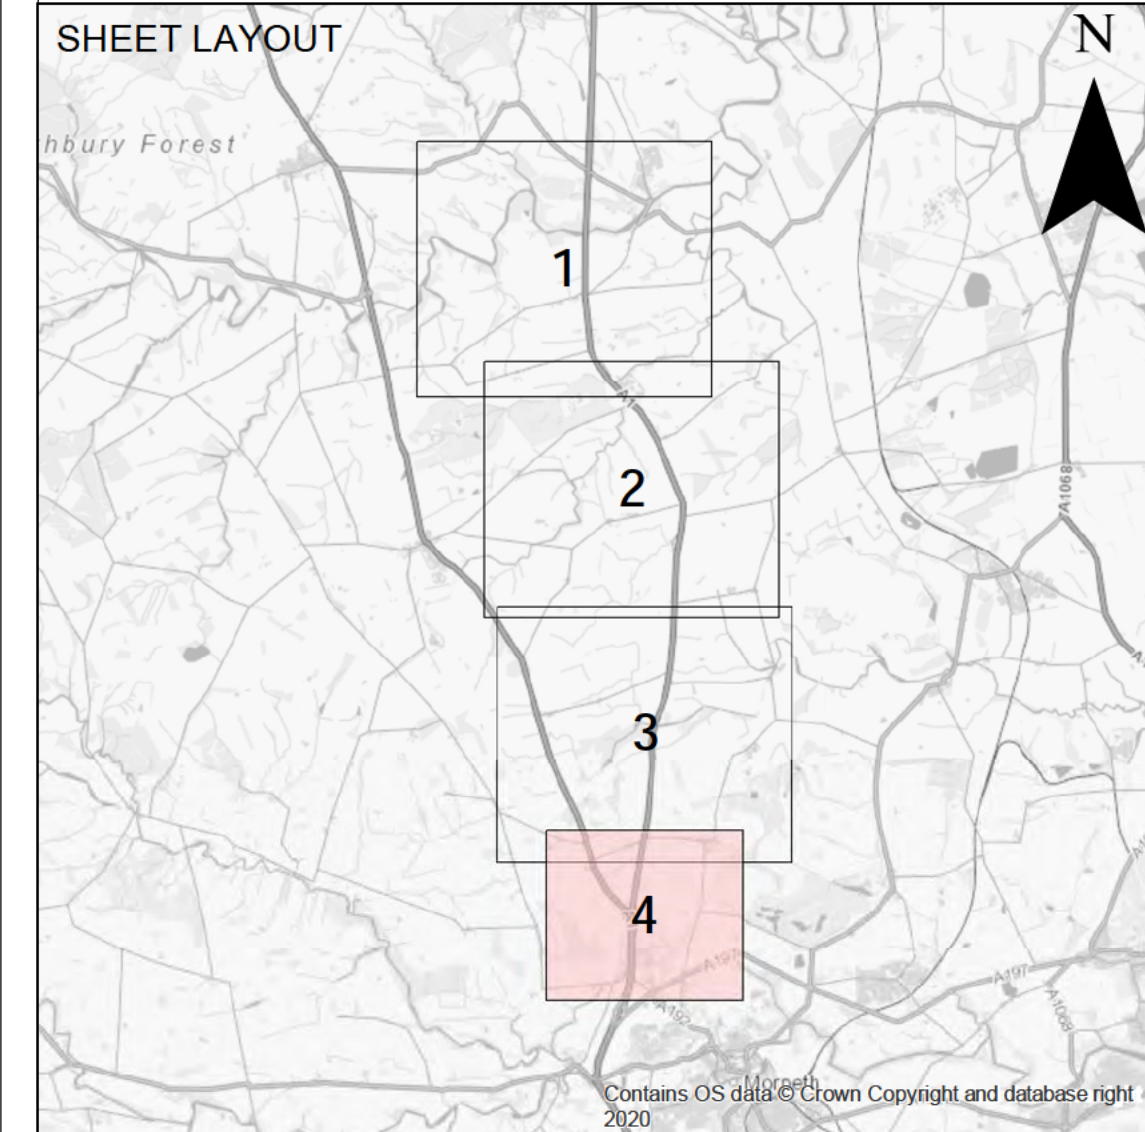 SHEET LAYOUT
N
hbury Forest
1
A1
2
A1068
3
4
A197
A197
A192
A1068
Morpeth
Contains OS data © Crown Copyright and database right
2020